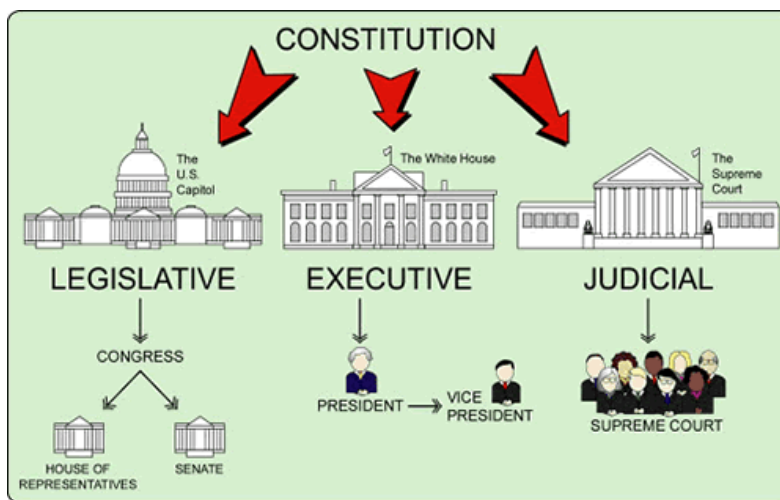 CONSTITUTION
The
U.S.
Capitol
The White House
The
Supreme
Court
LEGISLATIVE
EXECUTIVE
JUDICIAL
CONGRESS
PRESIDENT
VICE
PRESIDENT
SUPREME COURT
HOUSE OF
REPRESENTATIVES
SENATE